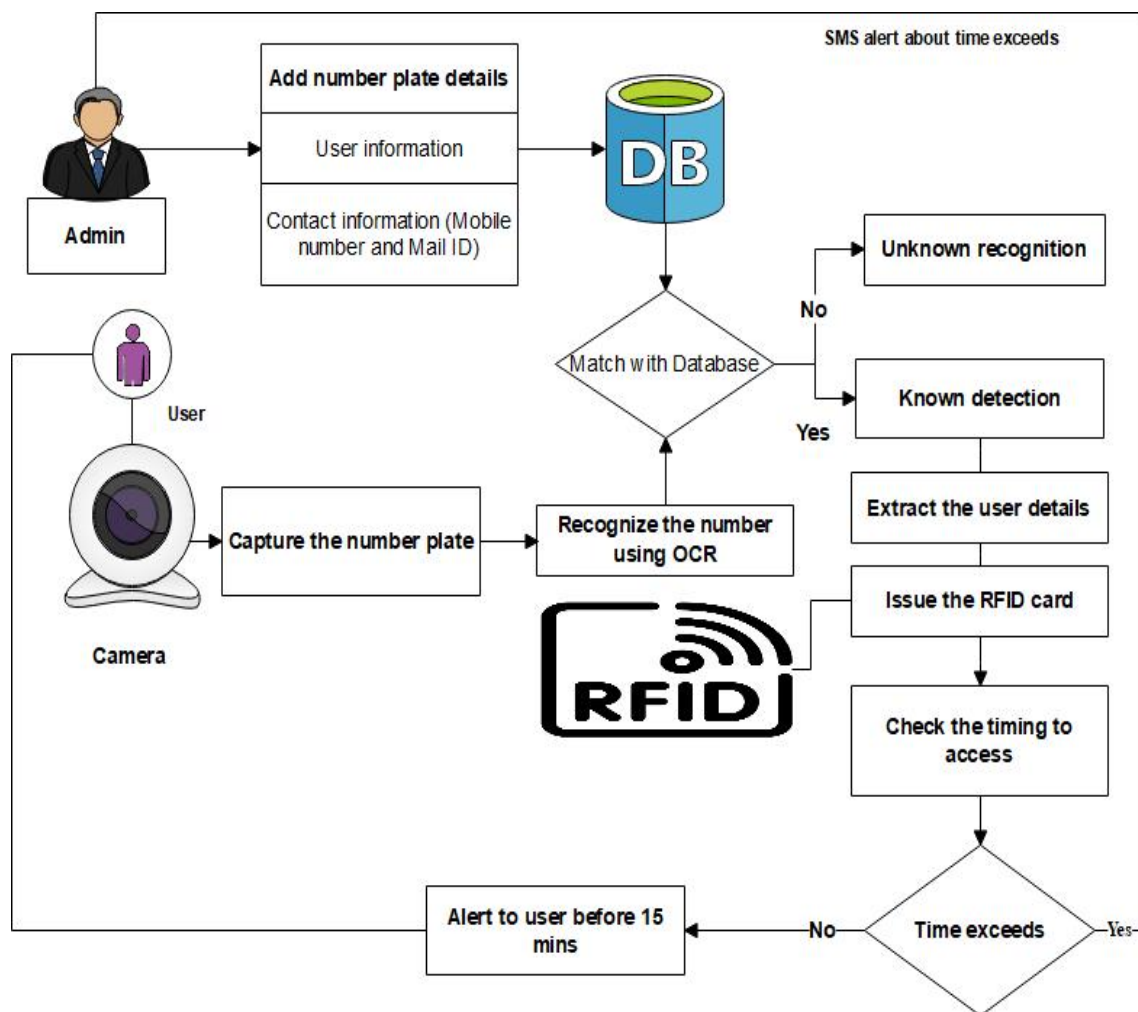 SMS alert about time exceeds
Add number plate details
User information
Contact information (Mobile
number and Mail ID)
Admin
DB
Unknown recognition
No
Match with Database
Known detection
Yes
User
Extract the user details
Capture the number plate
Recognize the number
using OCR
Issue the RFID card
Camera
RFiD
Check the timing to
access
Alert to user before 15
mins
No
Time exceeds
Yes